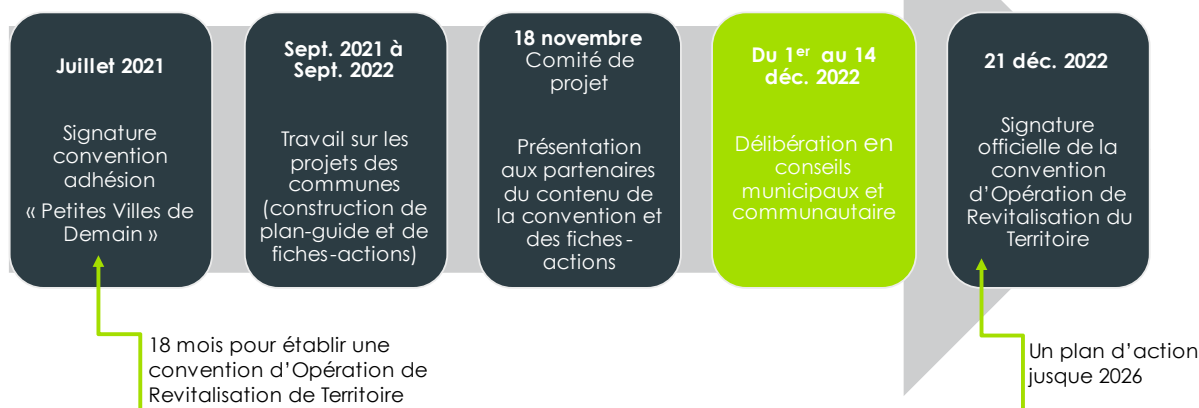 Juillet 2021
Signature
convention
adhésion
« Petites Villes de
Demain »
Sept. 2021 à
Sept. 2022
Travail sur les
projets des
communes
(construction de
plan-guide et de
fiches-actions)
18 novembre
Comité de
projet
Présentation
aux partenaires
du contenu de
la convention et
des fiches-
actions
Du 1er au 14
déc. 2022
Délibération en
conseils
municipaux et
communautaire
21 déc. 2022
Signature
officielle de la
convention
d’Opération de
Revitalisation du
Territoire
18 mois pour établir une
convention d’Opération de
Revitalisation de Territoire
Un plan d’action
jusque 2026